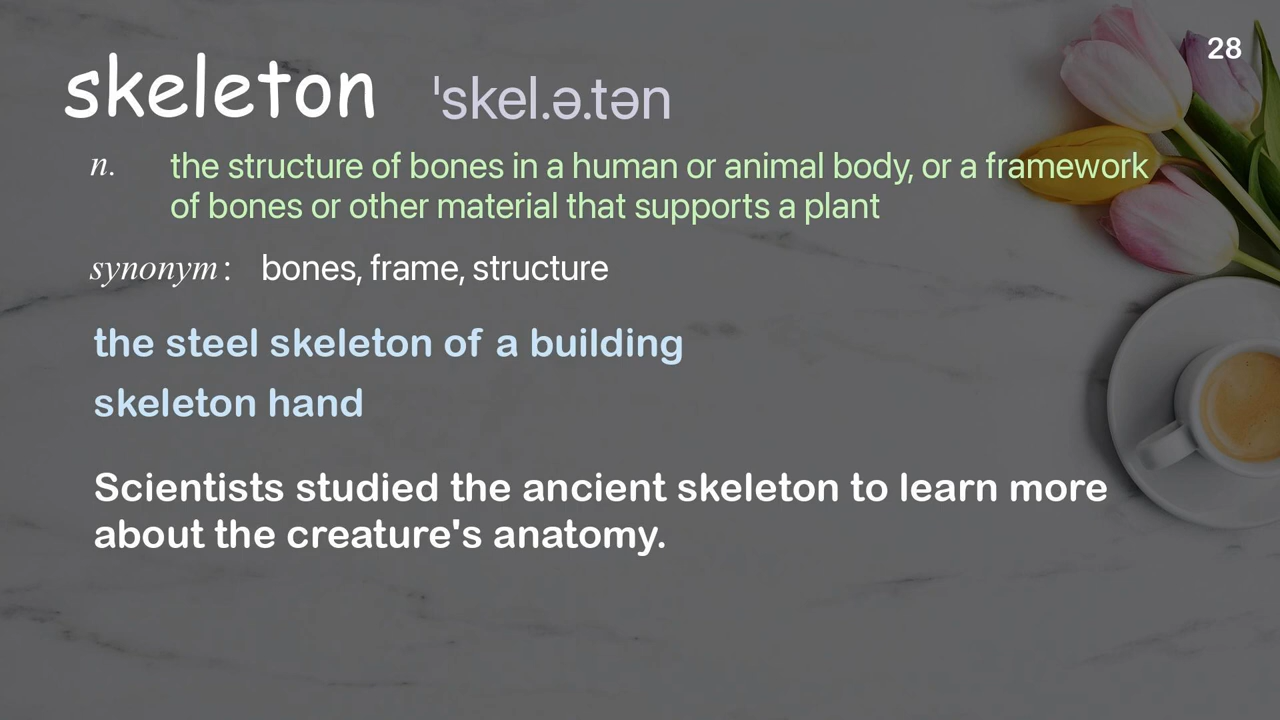 28
skeleton ˈskel.ə.tən
n. the structure of bones in a human or animal body, or a framework
of bones or other material that supports a plant
synonym: bones, frame, structure
the steel skeleton of a building
skeleton hand
Scientists studied the ancient skeleton to learn more
about the creature's anatomy.